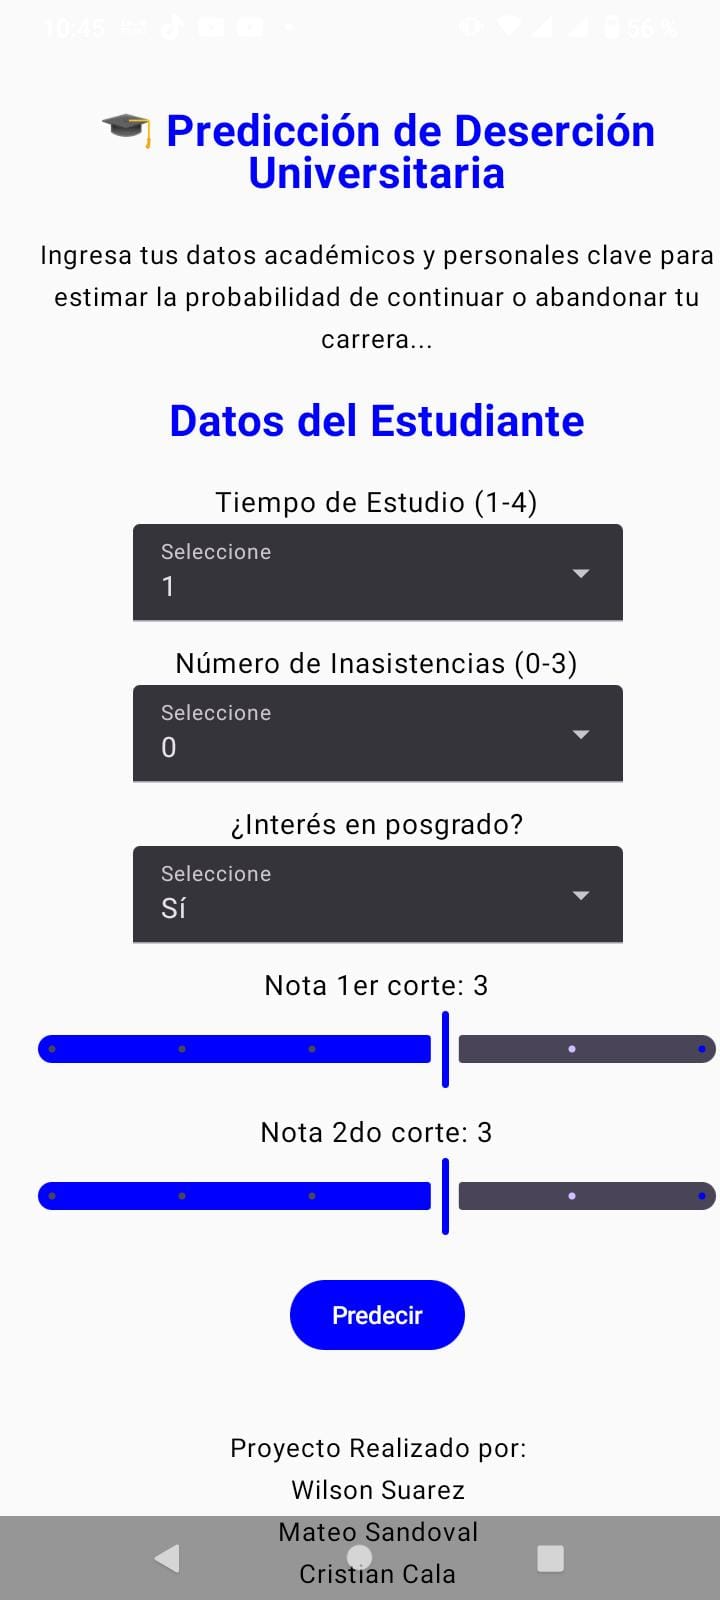 10:45
56 %
Predicción de Deserción
Universitaria
Ingresa tus datos académicos y personales clave para
estimar la probabilidad de continuar o abandonar tu
carrera...
Datos del Estudiante
Tiempo de Estudio (1-4)
Seleccione
1
Número de Inasistencias (0-3)
Seleccione
0
¿Interés en posgrado?
Seleccione
Sí
Nota 1er corte: 3
Nota 2do corte: 3
Predecir
Proyecto Realizado por:
Wilson Suarez
Mateo Sandoval
Cristian Cala